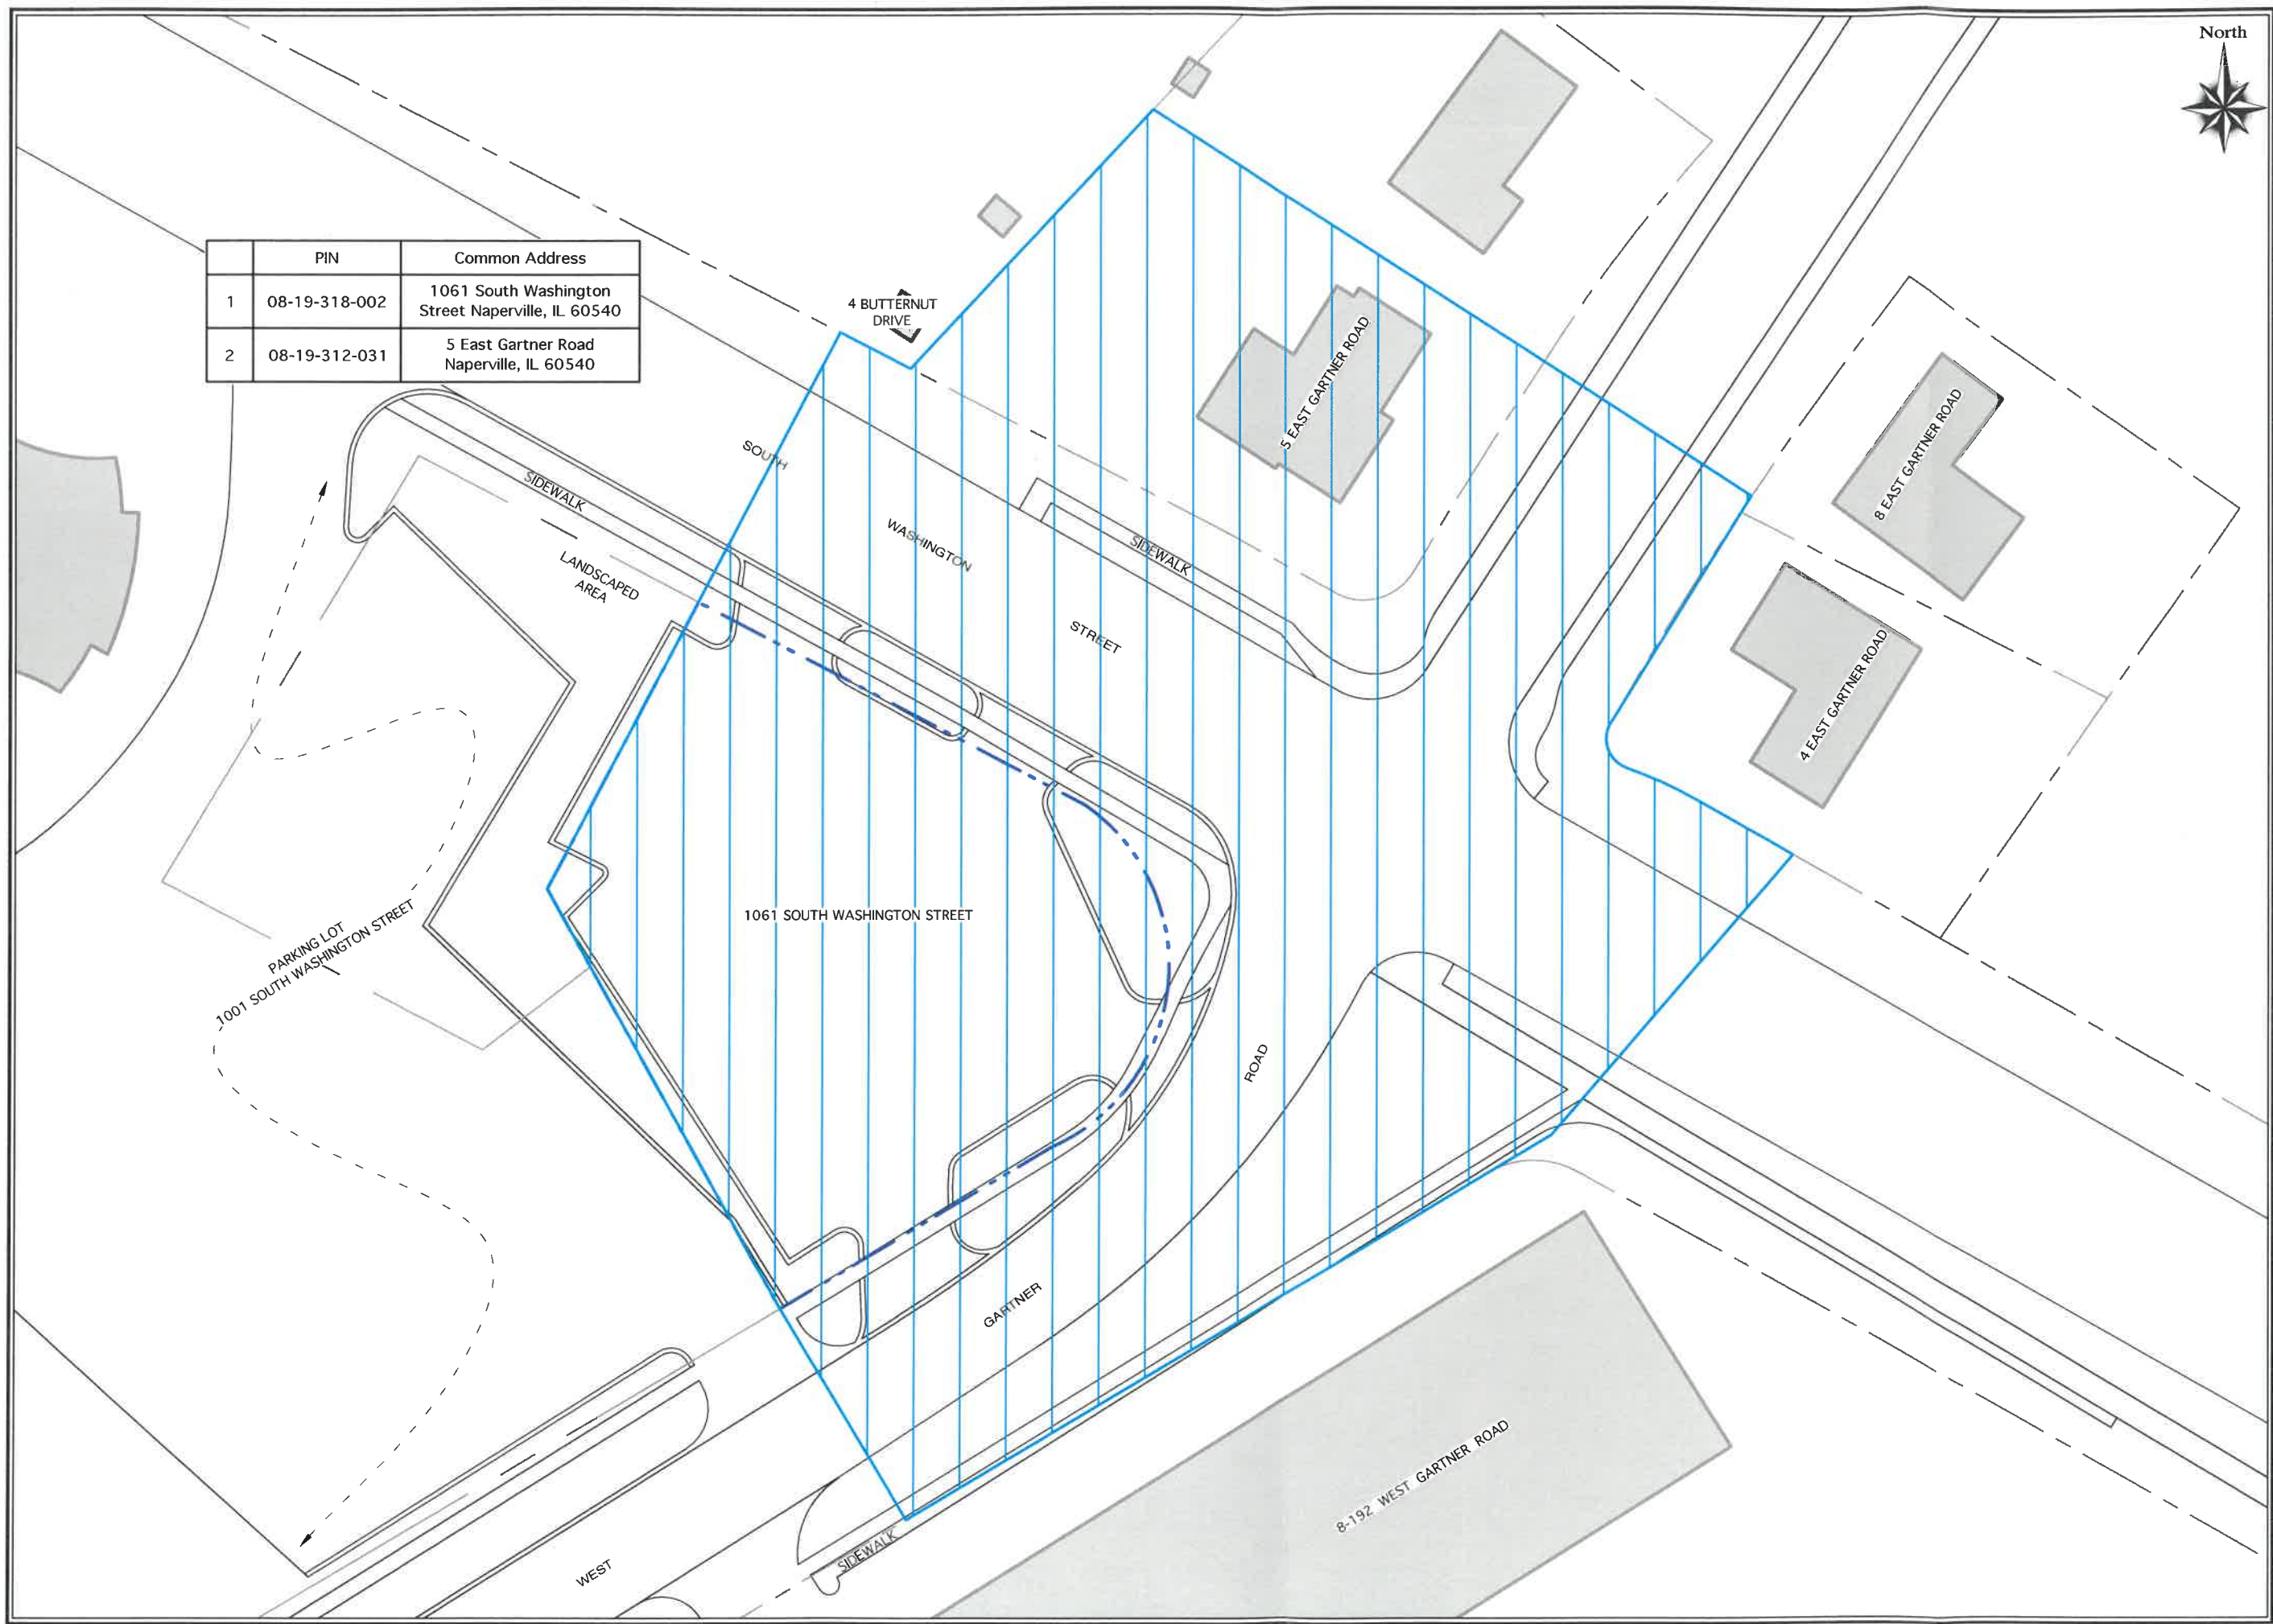 North
PIN Common Address
1 08-19-318-002 1061 South Washington
Street Naperville, IL 60540
2 08-19-312-031 5 East Gartner Road
Naperville, IL 60540
4 BUTTERNUT
DRIVE
5 EAST GARTNER ROAD
8 EAST GARTNER ROAD
4 EAST GARTNER ROAD
SOUTH
WASHINGTON
STREET
SIDEWALK
SIDEWALK
LANDSCAPED
AREA
1061 SOUTH WASHINGTON STREET
PARKING LOT
1001 SOUTH WASHINGTON STREET
ROAD
GARTNER
WEST
SIDEWALK
8-192 WEST GARTNER ROAD